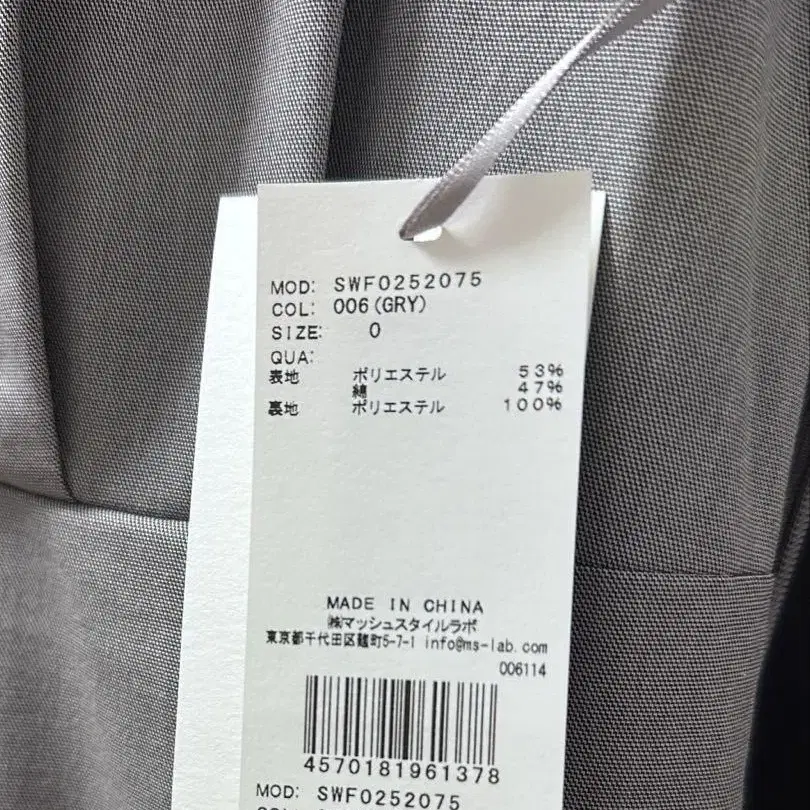 MOD: SWF0252075
COL: 006(GRY)
SIZE: 0
QUA:
表地 ポリエステル 53%
綿 47%
裏地 ポリエステル 100%
MADE IN CHINA
㈱マッシュスタイルラボ
東京都千代田区麹町5-7-1 info@ms-lab.com
006114
4570181961378
MOD: SWF0252075